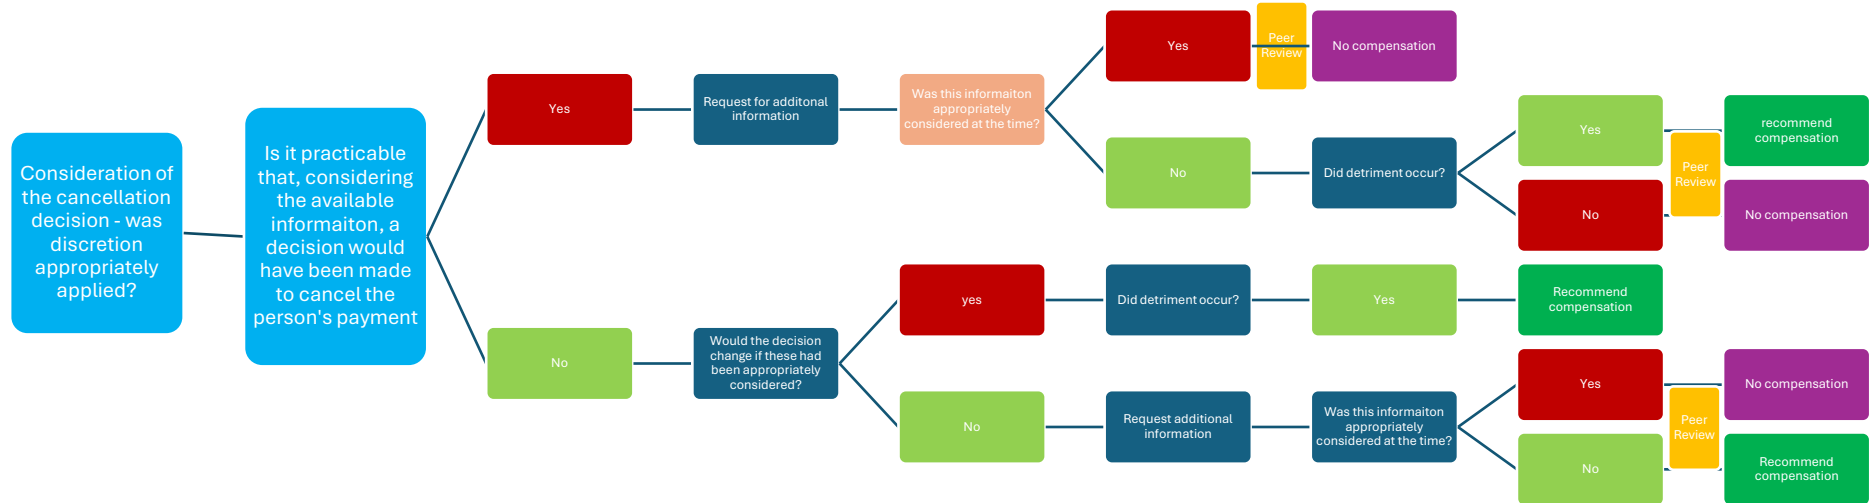 Consideration of
the cancellation
decision - was
discretion
appropriately
applied?
Is it practicable
that, considering
the available
informaiton, a
decision would
have been made
to cancel the
person's payment
Yes
Request for additonal
information
Was this informaiton
appropriately
considered at the time?
Yes
Peer
Review
No compensation
No
Did detriment occur?
Yes
Peer
Review
recommend
compensation
No
No compensation
No
Would the decision
change if these had
been appropriately
considered?
yes
Did detriment occur?
Yes
Recommend
compensation
No
Request additional
information
Was this informaiton
appropriately
considered at the time?
Yes
Peer
Review
No compensation
No
Recommend
compensation